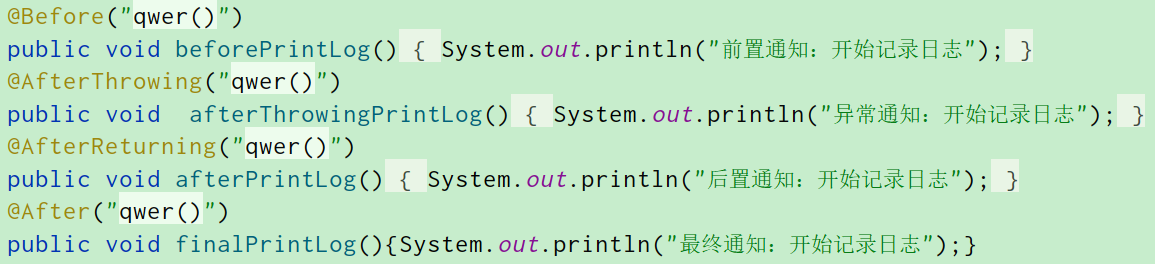 @Before("qwer()")
public void beforePrintLog() { System.out.println("前置通知：开始记录日志"); }
@AfterThrowing("qwer()")
public void  afterThrowingPrintLog() { System.out.println("异常通知：开始记录日志"); }
@AfterReturning("qwer()")
public void afterPrintLog() { System.out.println("后置通知：开始记录日志"); }
@After("qwer()")
public void finalPrintLog(){System.out.println("最终通知：开始记录日志");}